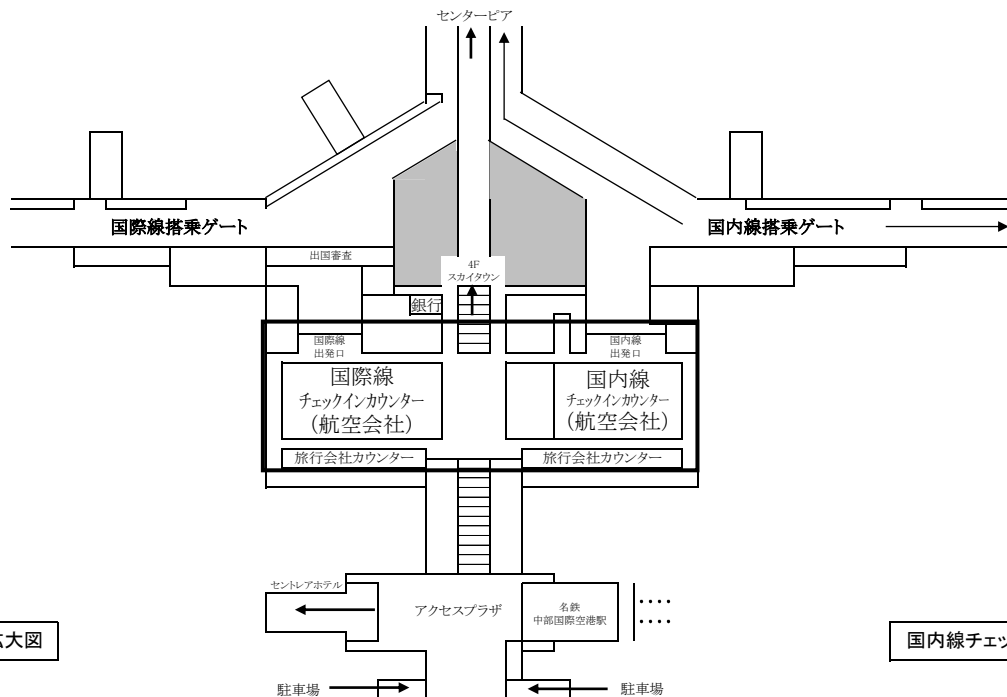 センターピア
国際線搭乗ゲート
国内線搭乗ゲート
出国審査
4F
スカイタウン
銀行
国際線
出発口
国内線
出発口
国際線
チェックインカウンター
(航空会社)
国内線
チェックインカウンター
(航空会社)
旅行会社カウンター
旅行会社カウンター
セントレアホテル
アクセスプラザ
名鉄
中部国際空港駅
大図
国内線チェッ
駐車場
駐車場